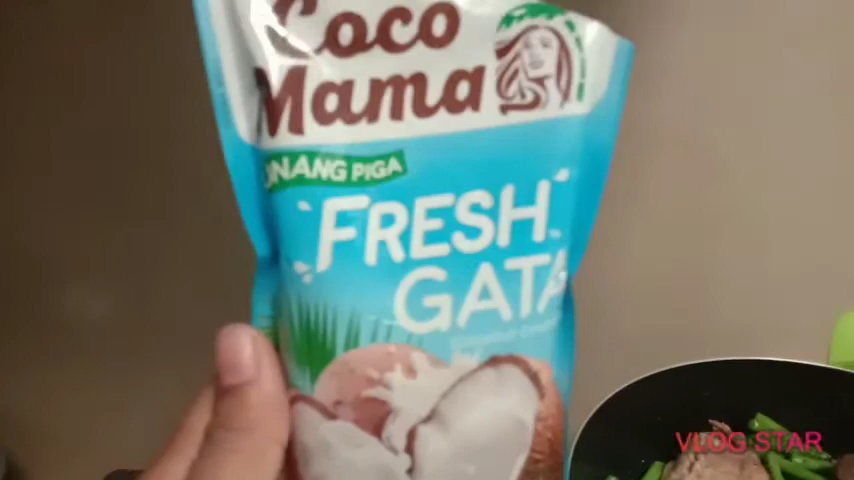 Coco
Mama
UNANG PIGA
FRESH
GATA
VLOG STAR